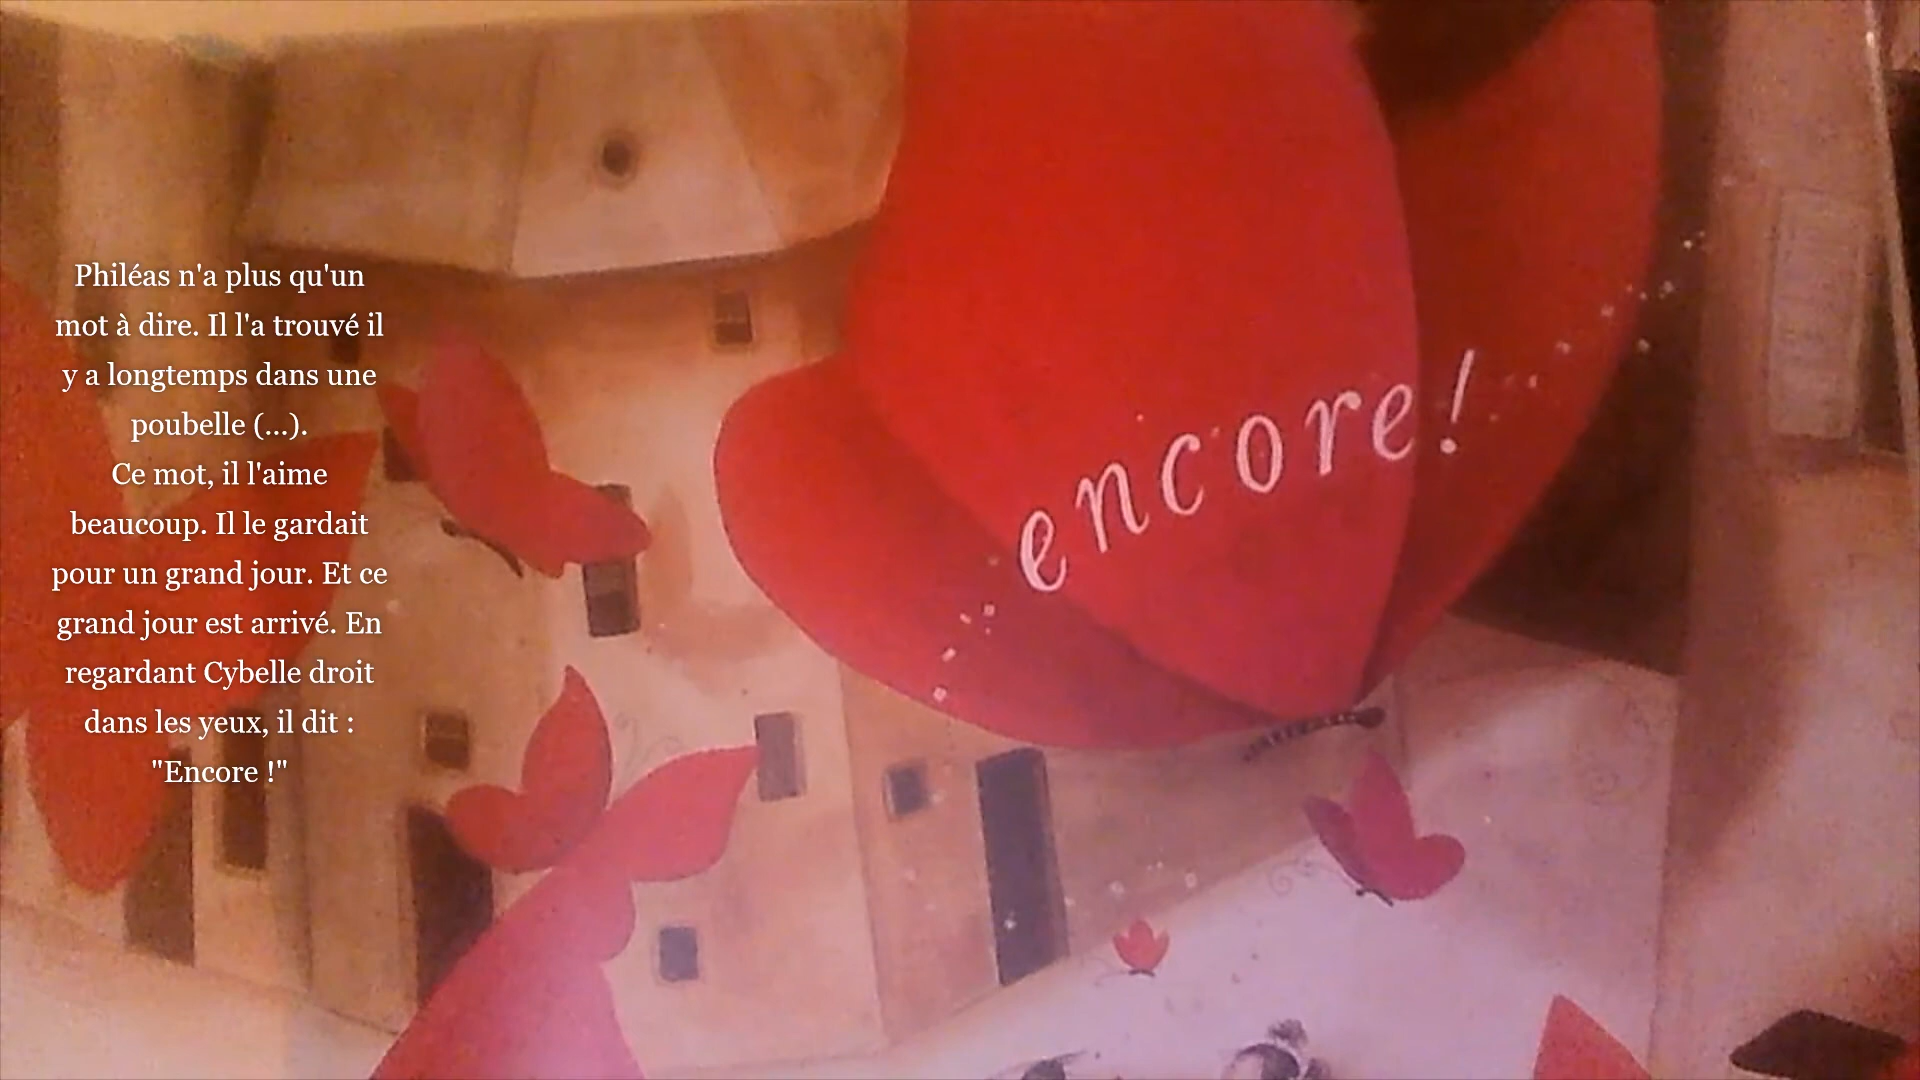 Philéas n'a plus qu'un
mot à dire. Il l'a trouvé il
y a longtemps dans une
poubelle (...).
Ce mot, il l'aime
beaucoup. Il le gardait
pour un grand jour. Et ce
grand jour est arrivé. En
regardant Cybelle droit
dans les yeux, il dit :
"Encore !"
encore!